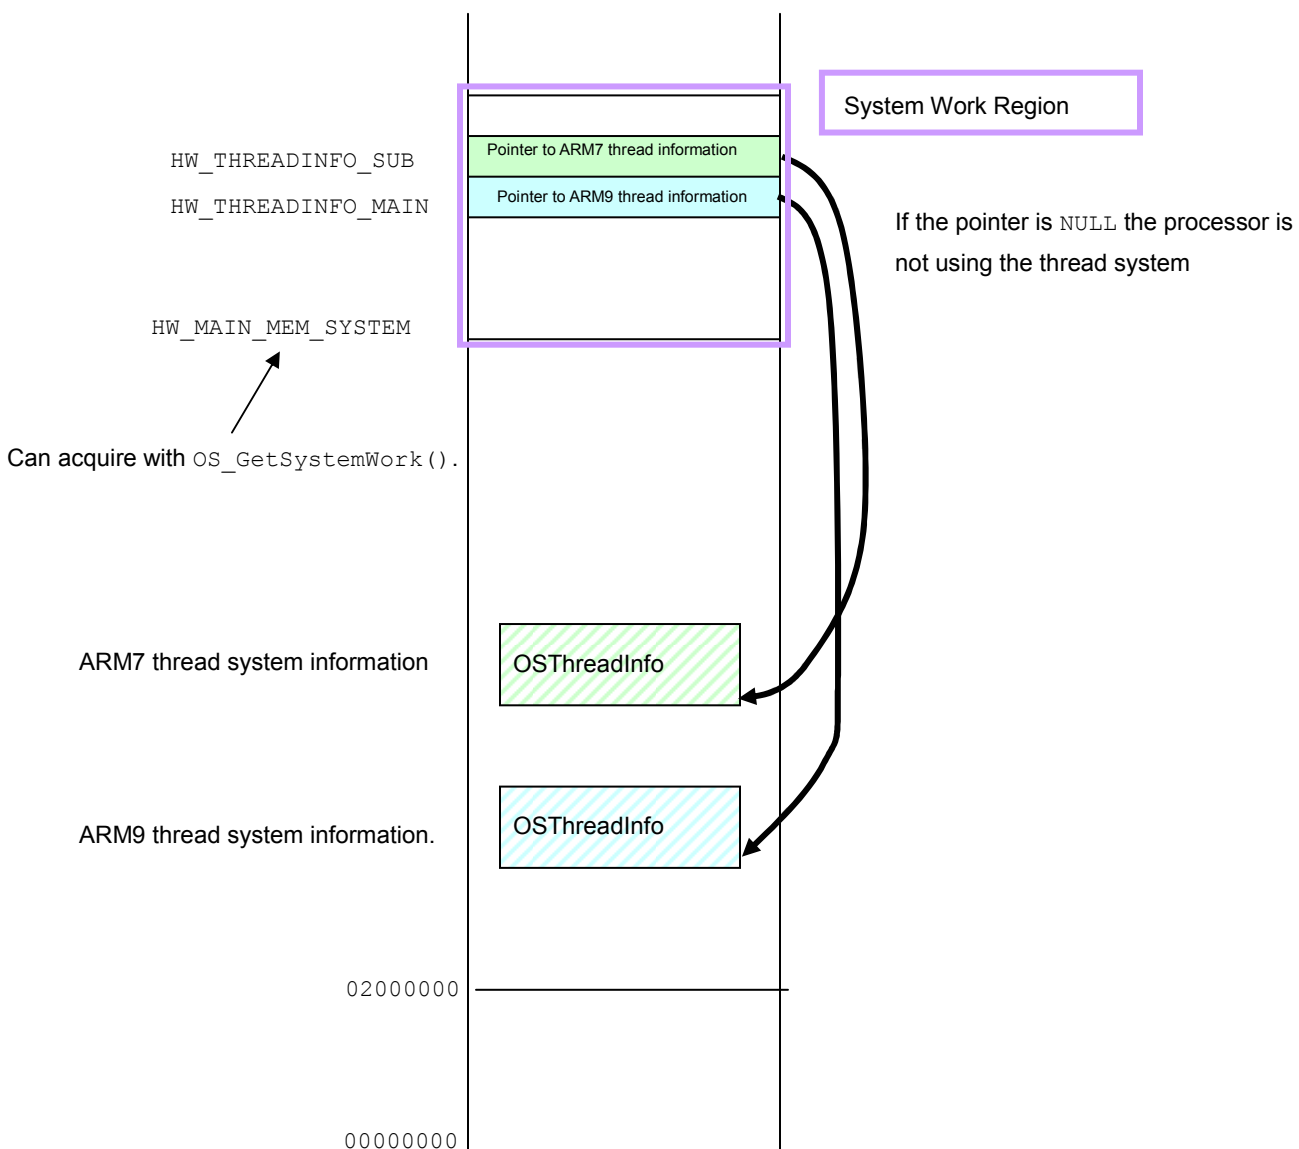 System Work Region
Pointer to ARM7 thread information
HW_THREADINFO_SUB
Pointer to ARM9 thread information
HW_THREADINFO_MAIN
If the pointer is NULL the processor is
not using the thread system
HW_MAIN_MEM_SYSTEM
Can acquire with OS_GetSystemWork().
ARM7 thread system information
OSThreadInfo
ARM9 thread system information.
OSThreadInfo
02000000
00000000